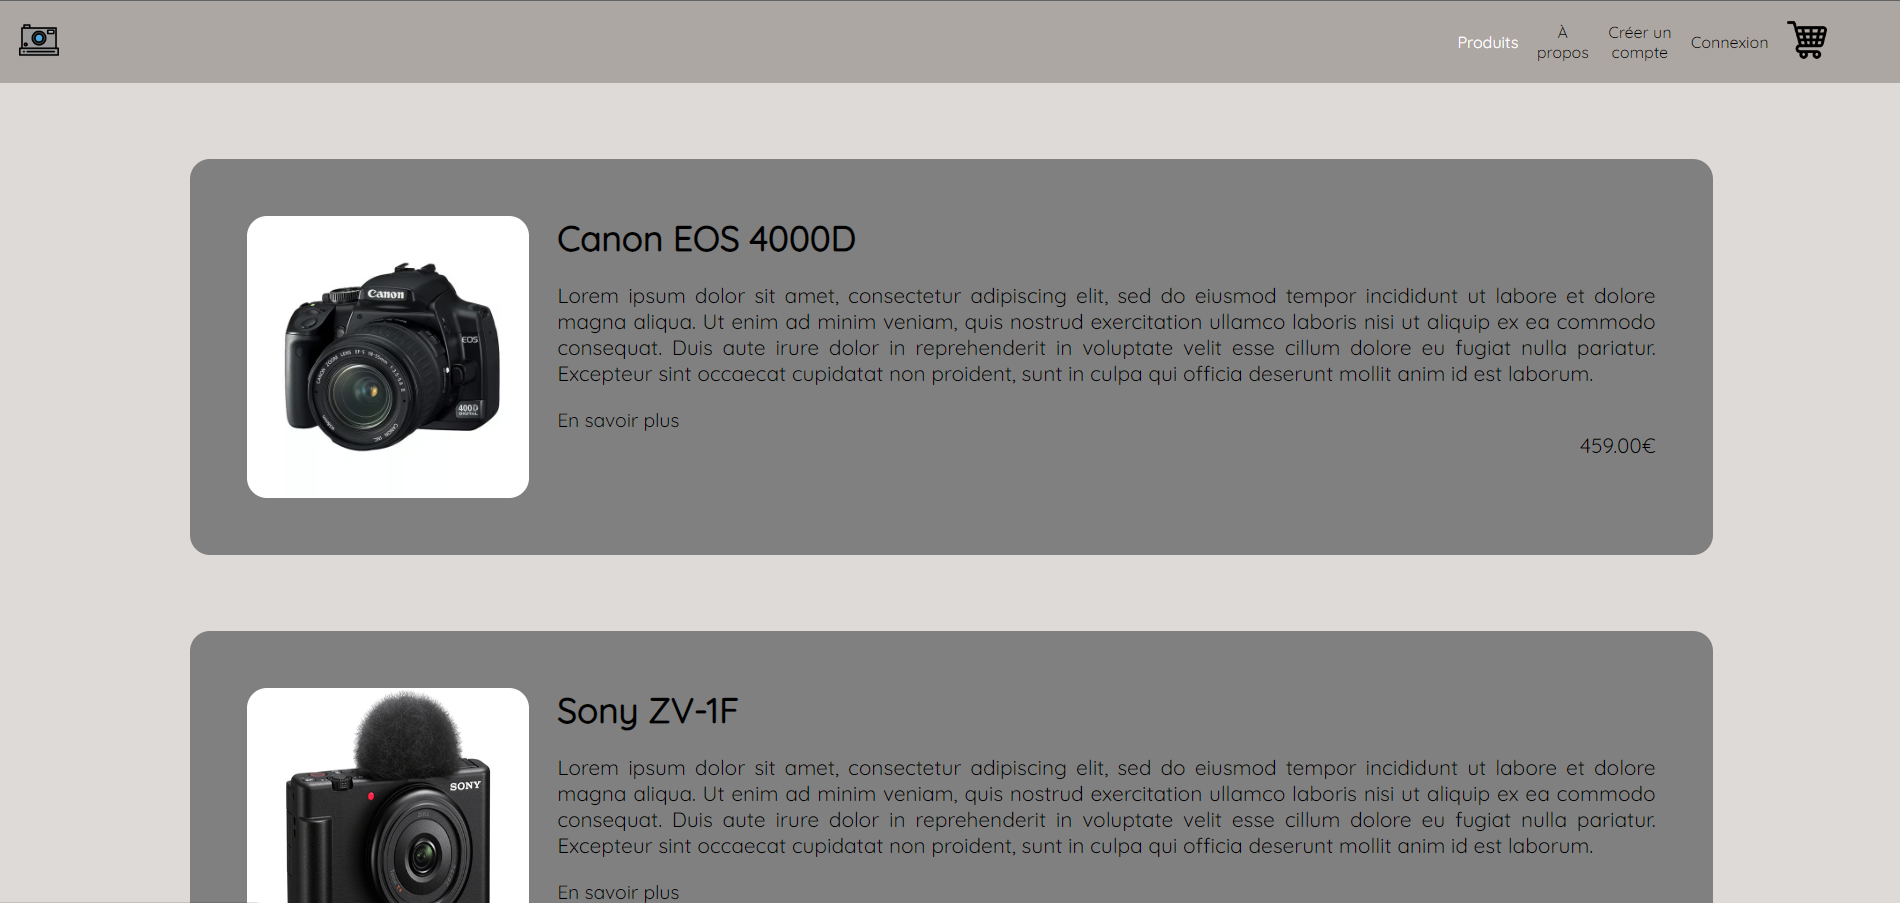 Produits
À
propos
Créer un
compte
Connexion
Canon EOS 4000D
Canon
EOS
400D
DIGITAL
Lorem ipsum dolor sit amet, consectetur adipiscing elit, sed do eiusmod tempor incididunt ut labore et dolore
magna aliqua. Ut enim ad minim veniam, quis nostrud exercitation ullamco laboris nisi ut aliquip ex ea commodo
consequat. Duis aute irure dolor in reprehenderit in voluptate velit esse cillum dolore eu fugiat nulla pariatur.
Excepteur sint occaecat cupidatat non proident, sunt in culpa qui officia deserunt mollit anim id est laborum.
En savoir plus
459.00€
Sony ZV-1F
SONY
Lorem ipsum dolor sit amet, consectetur adipiscing elit, sed do eiusmod tempor incididunt ut labore et dolore
magna aliqua. Ut enim ad minim veniam, quis nostrud exercitation ullamco laboris nisi ut aliquip ex ea commodo
consequat. Duis aute irure dolor in reprehenderit in voluptate velit esse cillum dolore eu fugiat nulla pariatur.
Excepteur sint occaecat cupidatat non proident, sunt in culpa qui officia deserunt mollit anim id est laborum.
En savoir plus